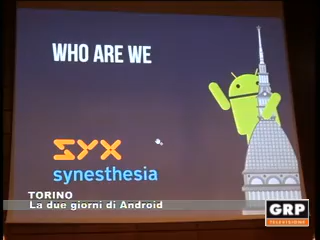 WHO ARE WE
SYX
synesthesia
TORINO
La due giorni di Android
GRP
TELEVISIONE